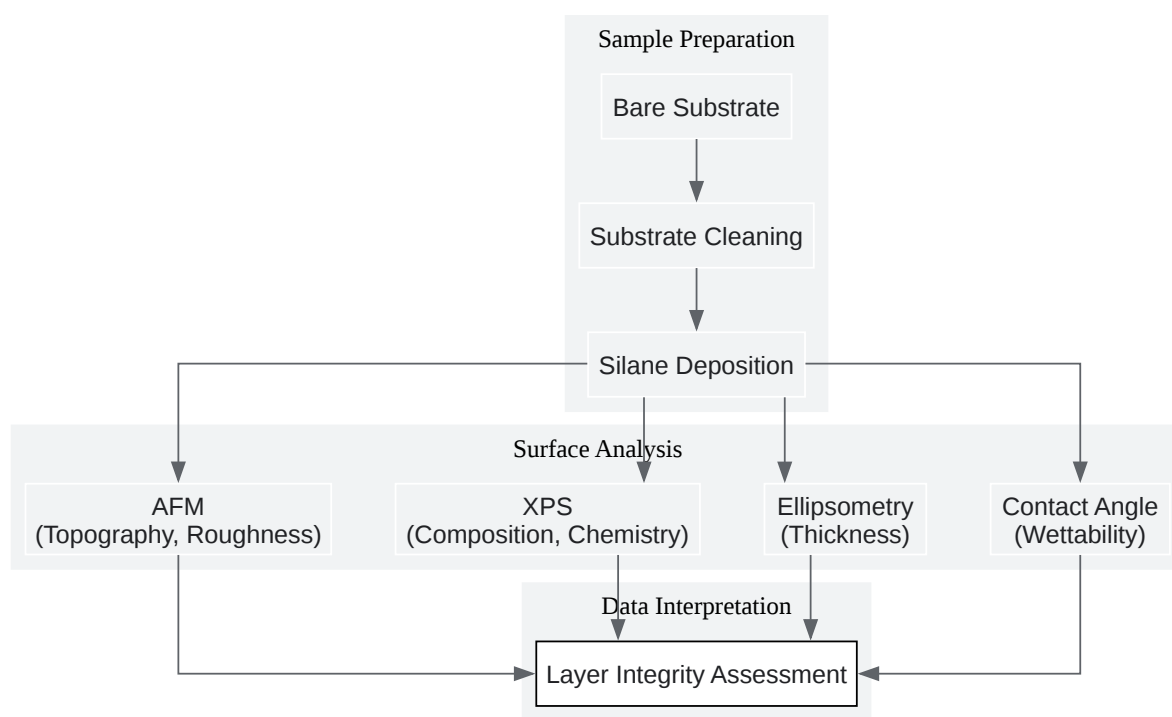 Sample Preparation
Bare Substrate
Substrate Cleaning
Silane Deposition
Surface Analysis
AFM
(Topography, Roughness)
XPS
(Composition, Chemistry)
Ellipsometry
(Thickness)
Contact Angle
(Wettability)
Data Interpretation
Layer Integrity Assessment